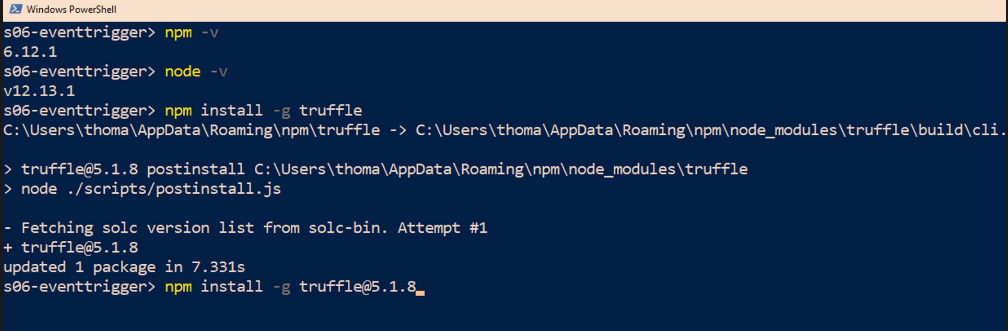 Windows PowerShell
s06-eventtrigger> npm -v
6.12.1
s06-eventtrigger> node -v
v12.13.1
s06-eventtrigger> npm install -g truffle
C:\Users\thoma\AppData\Roaming\npm\truffle -> C:\Users\thoma\AppData\Roaming\npm\node_modules\truffle\build\cli.
> truffle@5.1.8 postinstall C:\Users\thoma\AppData\Roaming\npm\node_modules\truffle
> node ./scripts/postinstall.js
- Fetching solc version list from solc-bin. Attempt #1
+ truffle@5.1.8
updated 1 package in 7.331s
s06-eventtrigger> npm install -g truffle@5.1.8